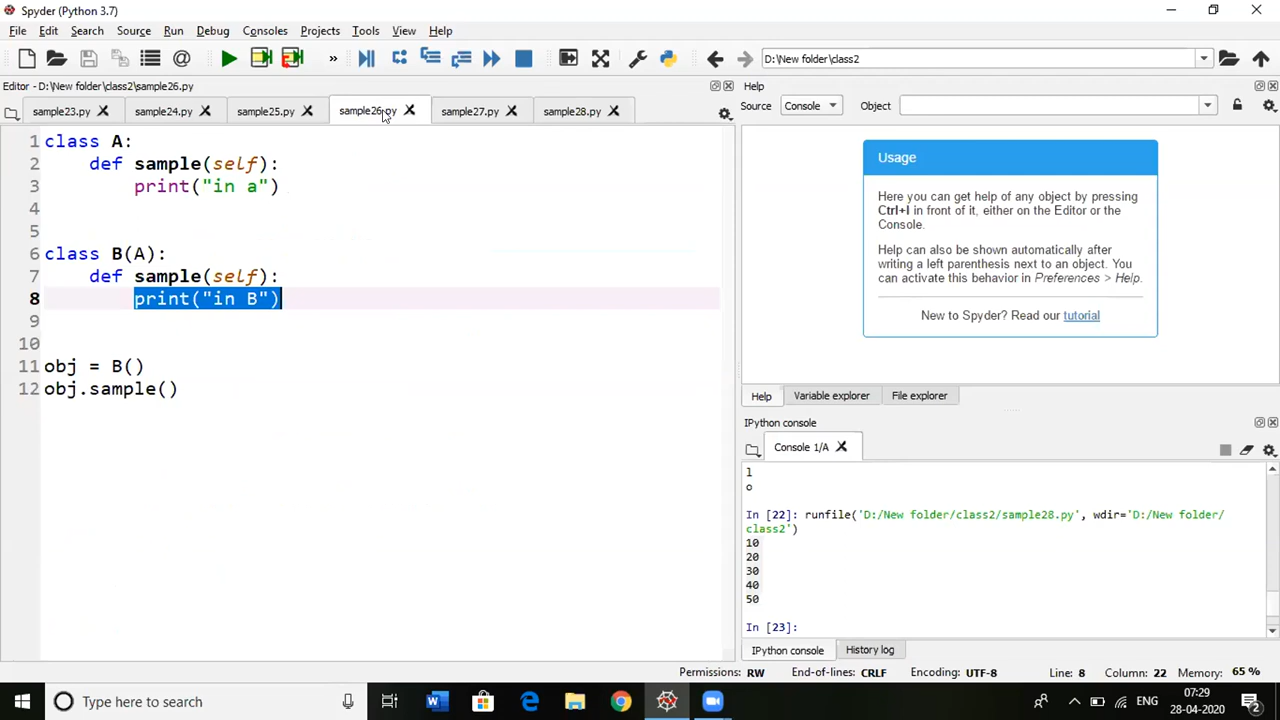 Spyder (Python 3.7)
File Edit Search Source Run Debug Consoles Projects Tools View Help
» D:\New folder\class2
Editor - D:\New folder\class2\sample26.py
sample23.py sample24.py sample25.py sample26.py sample27.py sample28.py
1 class A:
2 def sample(self):
3 print("in a")
4
5
6 class B(A):
7 def sample(self):
8 print("in B")
9
10
11 obj = B()
12 obj.sample()
Help
Source Console Object
Usage
Here you can get help of any object by pressing
Ctrl+I in front of it, either on the Editor or the
Console.
Help can also be shown automatically after
writing a left parenthesis next to an object. You
can activate this behavior in Preferences > Help.
New to Spyder? Read our tutorial
Help Variable explorer File explorer
IPython console
Console 1/A
l
o
In [22]: runfile('D:/New folder/class2/sample28.py', wdir='D:/New folder/
class2')
10
20
30
40
50
In [23]:
IPython console History log
Permissions: RW End-of-lines: CRLF Encoding: UTF-8 Line: 8 Column: 22 Memory: 65 %
Type here to search
ENG
07:29
28-04-2020
2